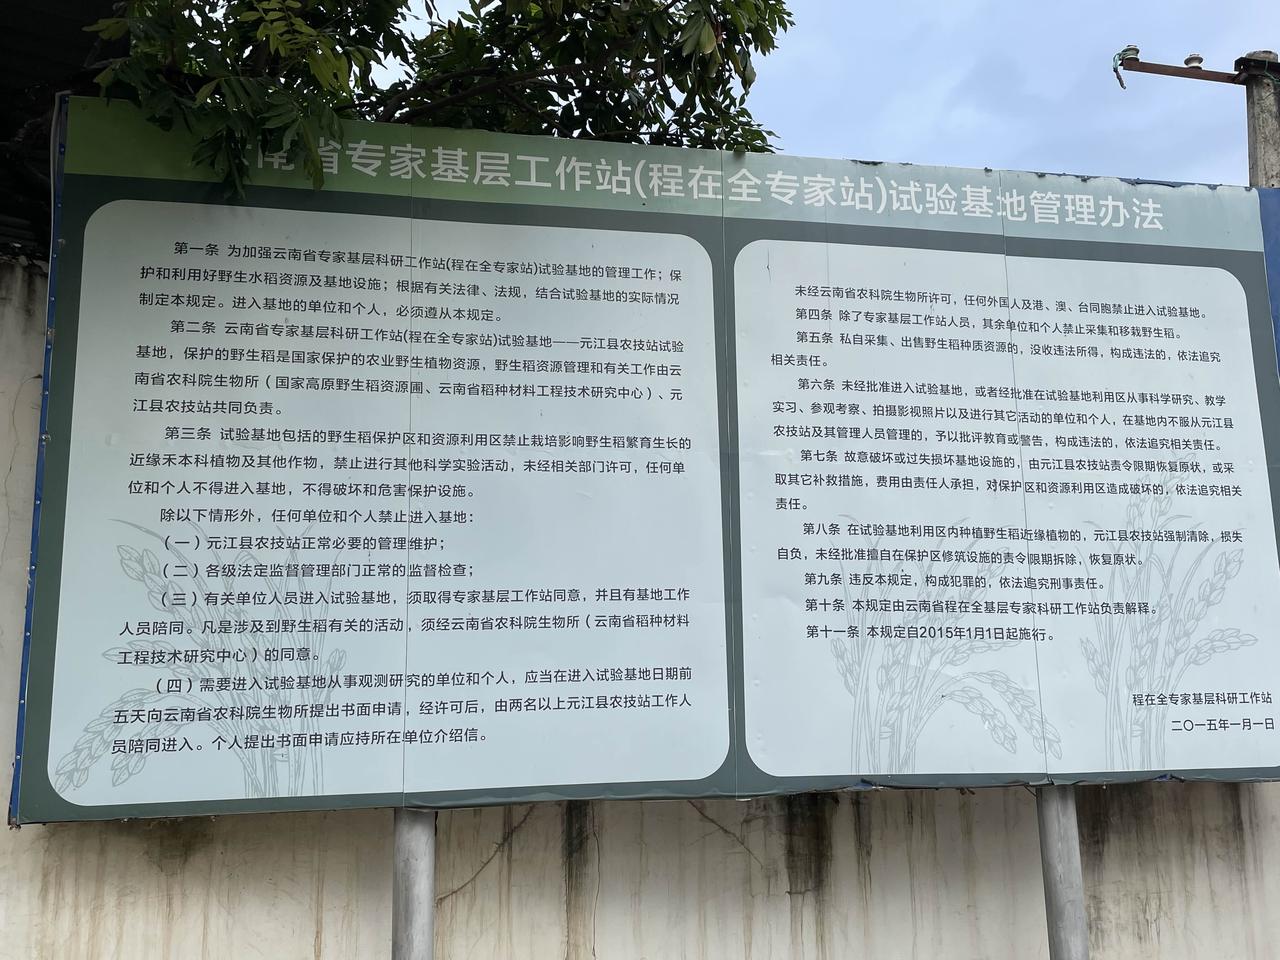 南省专家基层工作站(程在全专家站)试验基地管理办法
第一条 为加强云南省专家基层科研工作站(程在全专家站)试验基地的管理工作；保
护和利用好野生水稻资源及基地设施；根据有关法律、法规，结合试验基地的实际情况
制定本规定。进入基地的单位和个人，必须遵从本规定。
第二条 云南省专家基层科研工作站(程在全专家站)试验基地——元江县农技站试验
基地，保护的野生稻是国家保护的农业野生植物资源，野生稻资源管理和有关工作由云
南省农科院生物所（国家高原野生稻资源圃、云南省稻种材料工程技术研究中心）、元
江县农技站共同负责。
第三条 试验基地包括的野生稻保护区和资源利用区禁止栽培影响野生稻繁育生长的
近缘禾本科植物及其他作物，禁止进行其他科学实验活动，未经相关部门许可，任何单
位和个人不得进入基地，不得破坏和危害保护设施。
除以下情形外，任何单位和个人禁止进入基地：
（一）元江县农技站正常必要的管理维护；
（二）各级法定监督管理部门正常的监督检查；
（三）有关单位人员进入试验基地，须取得专家基层工作站同意，并且有基地工作
人员陪同。凡是涉及到野生稻有关的活动，须经云南省农科院生物所（云南省稻种材料
工程技术研究中心）的同意。
（四）需要进入试验基地从事观测研究的单位和个人，应当在进入试验基地日期前
五天向云南省农科院生物所提出书面申请，经许可后，由两名以上元江县农技站工作人
员陪同进入。个人提出书面申请应持所在单位介绍信。
未经云南省农科院生物所许可，任何外国人及港、澳、台同胞禁止进入试验基地。
第四条 除了专家基层工作站人员，其余单位和个人禁止采集和移栽野生稻。
第五条 私自采集、出售野生稻种质资源的，没收违法所得，构成违法的，依法追究
相关责任。
第六条 未经批准进入试验基地，或者经批准在试验基地利用区从事科学研究、教学
实习、参观考察、拍摄影视照片以及进行其它活动的单位和个人，在基地内不服从元江县
农技站及其管理人员管理的，予以批评教育或警告，构成违法的，依法追究相关责任。
第七条 故意破坏或过失损坏基地设施的，由元江县农技站责令限期恢复原状，或采
取其它补救措施，费用由责任人承担，对保护区和资源利用区造成破坏的，依法追究相关
责任。
第八条 在试验基地利用区内种植野生稻近缘植物的，元江县农技站强制清除，损失
自负，未经批准擅自在保护区修筑设施的责令限期拆除，恢复原状。
第九条 违反本规定，构成犯罪的，依法追究刑事责任。
第十条 本规定由云南省程在全基层专家科研工作站负责解释。
第十一条 本规定自2015年1月1日起施行。
程在全专家基层科研工作站
二〇一五年一月一日